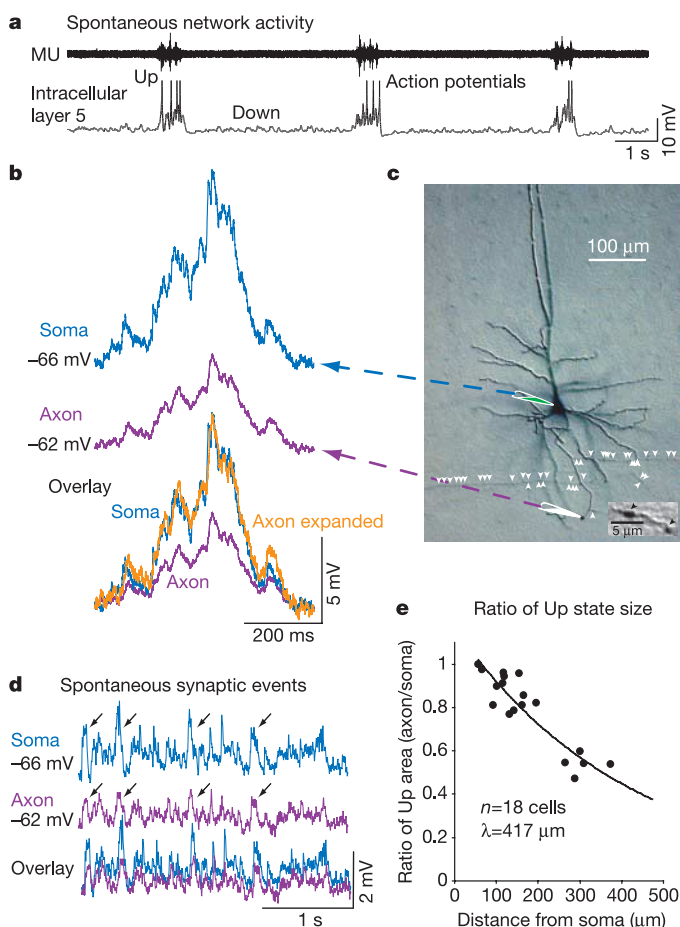 a Spontaneous network activity
MU
Up
Action potentials
Intracellular
layer 5
Down
10 mV
1 s
b
Soma
–66 mV
Axon
–62 mV
Overlay
Soma
Axon expanded
Axon
5 mV
200 ms
c
100 μm
5 μm
d Spontaneous synaptic events
Soma
–66 mV
Axon
–62 mV
Overlay
2 mV
1 s
e Ratio of Up state size
Ratio of Up area (axon/soma)
1
0.8
0.6
0.4
0.2
0
n=18 cells
λ=417 μm
0 100 200 300 400 500
Distance from soma (μm)